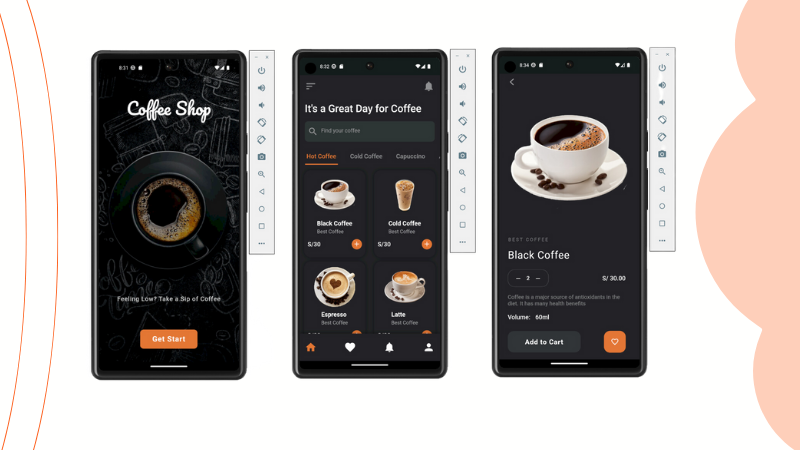 8:31
Coffee Shop
Feeling Low? Take a Sip of Coffee
Get Start
8:32
It's a Great Day for Coffee
Find your coffee
Hot Coffee Cold Coffee Capuccino
Black Coffee Cold Coffee
Best Coffee Best Coffee
S/30 S/30
Espresso Latte
Best Coffee Best Coffee
8:34
BEST COFFEE
Black Coffee
2 S/ 30.00
Coffee is a major source of antioxidants in the
diet. it has many health benefits
Volume: 60ml
Add to Cart